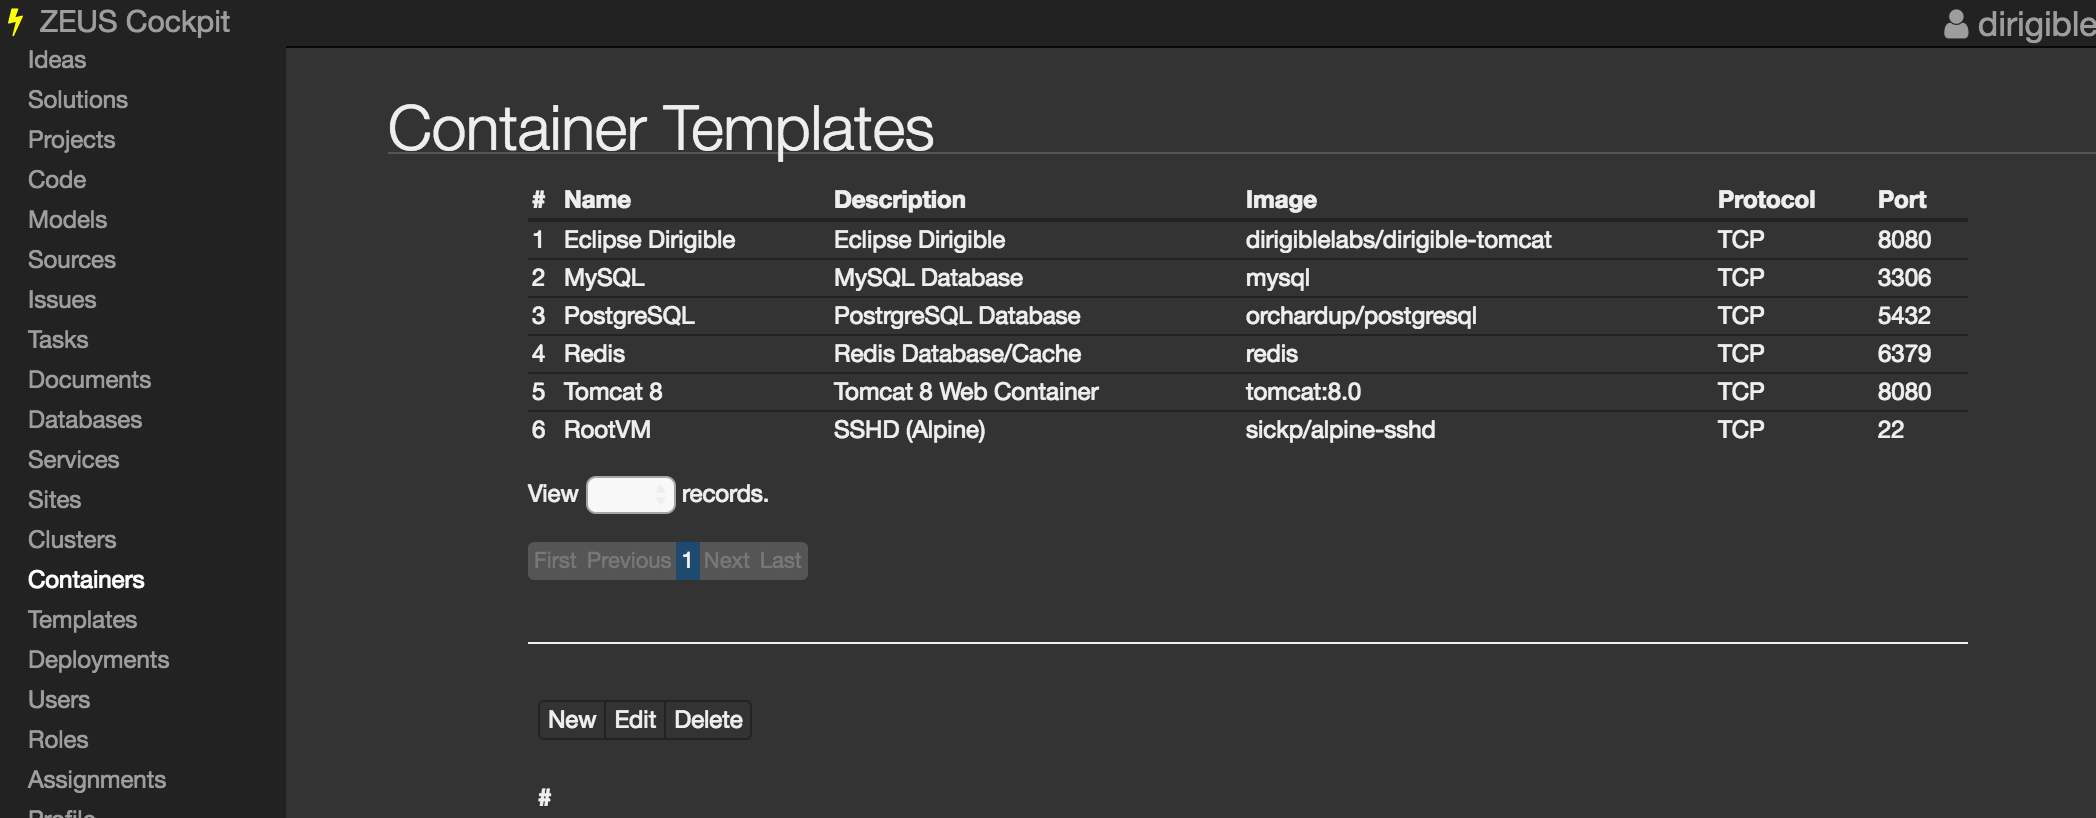 ZEUS Cockpit
dirigible
Ideas
Solutions
Projects
Code
Models
Sources
Issues
Tasks
Documents
Databases
Services
Sites
Clusters
Containers
Templates
Deployments
Users
Roles
Assignments
Profile
Container Templates
# Name Description Image Protocol Port
1 Eclipse Dirigible Eclipse Dirigible dirigiblelabs/dirigible-tomcat TCP 8080
2 MySQL MySQL Database mysql TCP 3306
3 PostgreSQL PostrgreSQL Database orchardup/postgresql TCP 5432
4 Redis Redis Database/Cache redis TCP 6379
5 Tomcat 8 Tomcat 8 Web Container tomcat:8.0 TCP 8080
6 RootVM SSHD (Alpine) sickp/alpine-sshd TCP 22
View records.
First Previous 1 Next Last
New Edit Delete
#